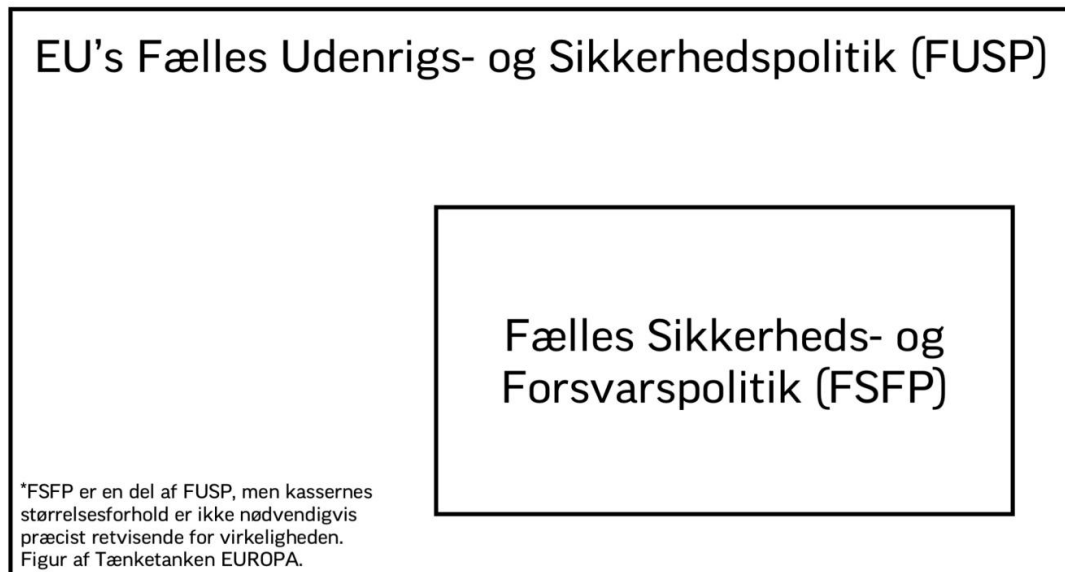 EU's Fælles Udenrigs- og Sikkerhedspolitik (FUSP)
Fælles Sikkerheds- og
Forsvarspolitik (FSFP)
*FSFP er en del af FUSP, men kassernes
størrelsesforhold er ikke nødvendigvis
præcist retvisende for virkeligheden.
Figur af Tænketanken EUROPA.